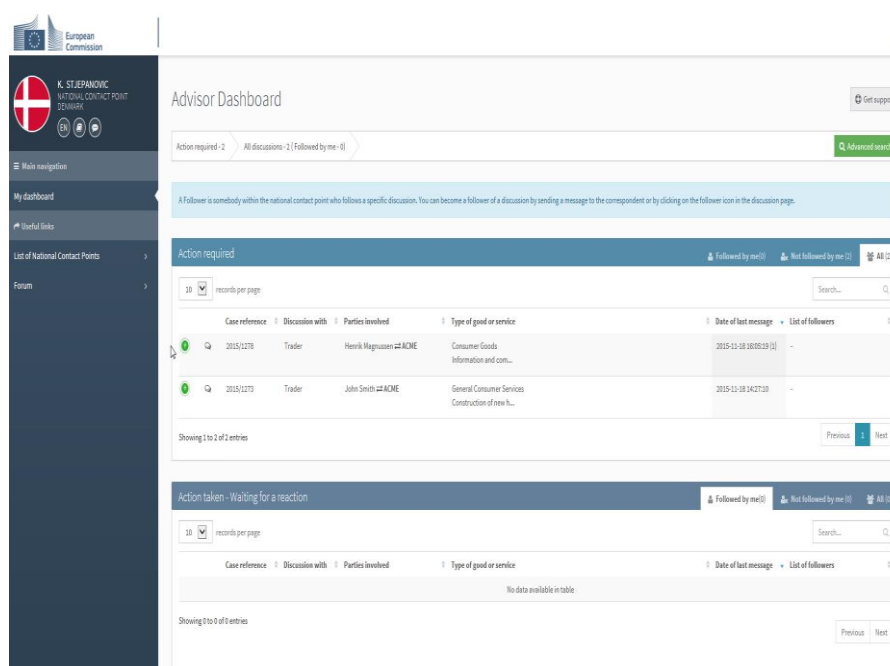 European
Commission
K. STJEPANOVIC
NATIONAL CONTACT POINT
DENMARK
EN
Main navigation
My dashboard
Useful links
List of National Contact Points
Forum
Advisor Dashboard
Get suppo
Action required - 2 All discussions - 2 ( Followed by me - 0)
Advanced search
A Follower is somebody within the national contact point who follows a specific discussion. You can become a follower of a discussion by sending a message to the correspondent or by clicking on the follower icon in the discussion page.
Action required Followed by me(0) Not followed by me (2) All (2
10 records per page Search...
Case reference Discussion with Parties involved Type of good or service Date of last message List of followers
2015/1278 Trader Henrik Magnussen ⇄ ACME Consumer Goods 2015-11-18 16:05:19 (1) -
Information and com...
2015/1273 Trader John Smith ⇄ ACME General Consumer Services 2015-11-18 14:27:10 -
Construction of new h...
Showing 1 to 2 of 2 entries Previous 1 Next
Action taken - Waiting for a reaction Followed by me(0) Not followed by me (0) All (0
10 records per page Search...
Case reference Discussion with Parties involved Type of good or service Date of last message List of followers
No data available in table
Showing 0 to 0 of 0 entries Previous Next